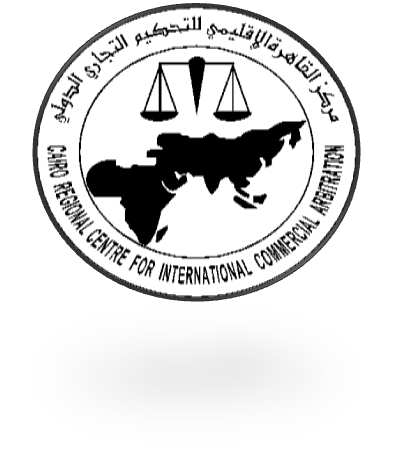 مركز القاهرة الإقليمي للتحكيم التجاري الدولي
CAIRO REGIONAL CENTRE FOR INTERNATIONAL COMMERCIAL ARBITRATION